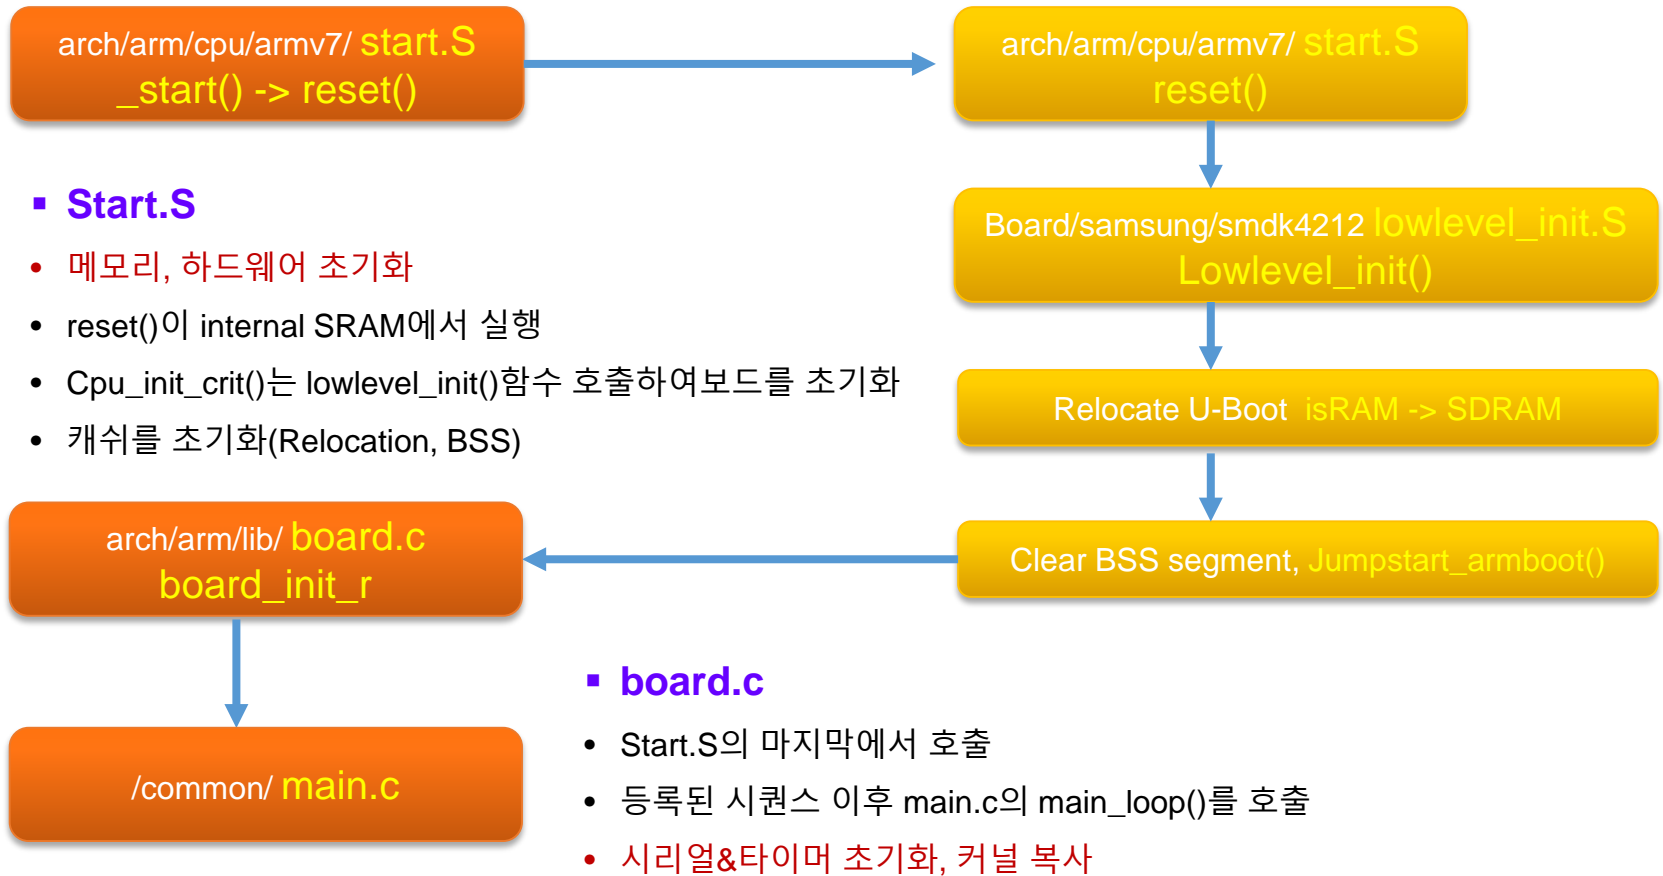 arch/arm/cpu/armv7/ start.S
_start() -> reset()
arch/arm/cpu/armv7/ start.S
reset()
Start.S
메모리, 하드웨어 초기화
reset()이 internal SRAM에서 실행
Cpu_init_crit()는 lowlevel_init()함수 호출하여보드를 초기화
캐쉬를 초기화(Relocation, BSS)
Board/samsung/smdk4212 lowlevel_init.S
Lowlevel_init()
Relocate U-Boot isRAM -> SDRAM
Clear BSS segment, Jumpstart_armboot()
arch/arm/lib/ board.c
board_init_r
/common/ main.c
board.c
Start.S의 마지막에서 호출
등록된 시퀀스 이후 main.c의 main_loop()를 호출
시리얼&타이머 초기화, 커널 복사